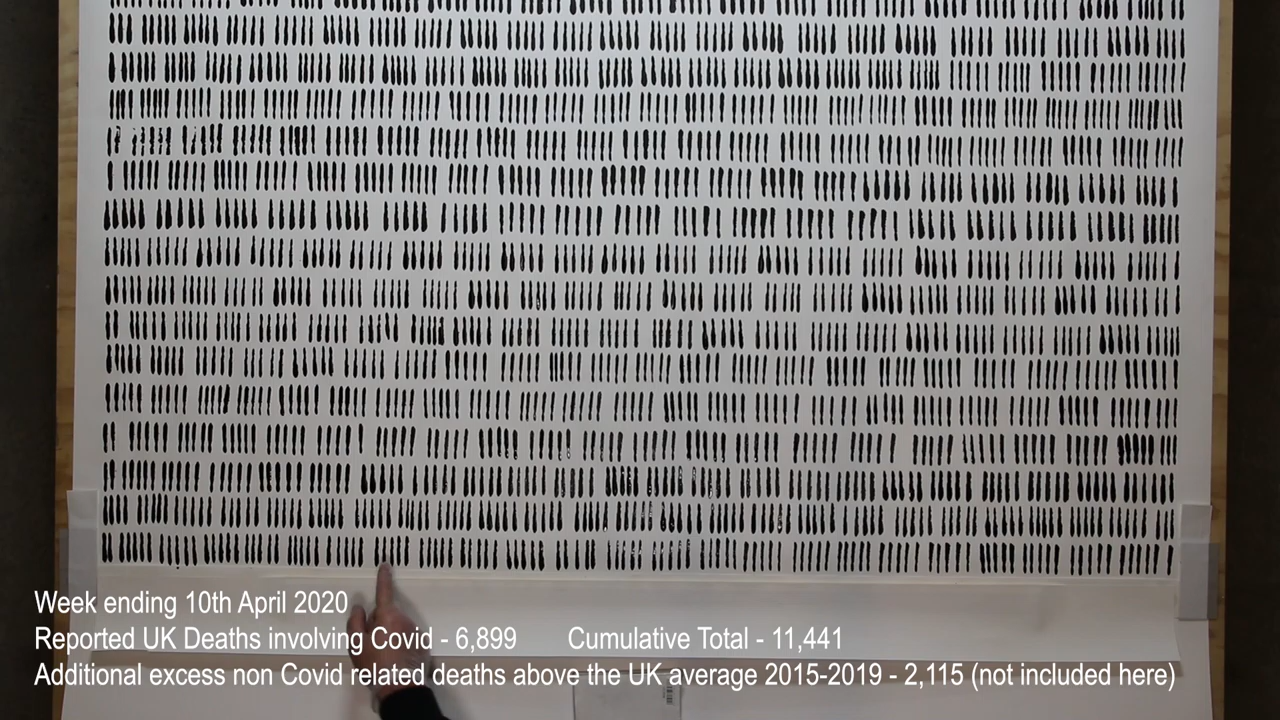 Week ending 10th April 2020
Reported UK Deaths involving Covid - 6,899 Cumulative Total - 11,441
Additional excess non Covid related deaths above the UK average 2015-2019 - 2,115 (not included here)